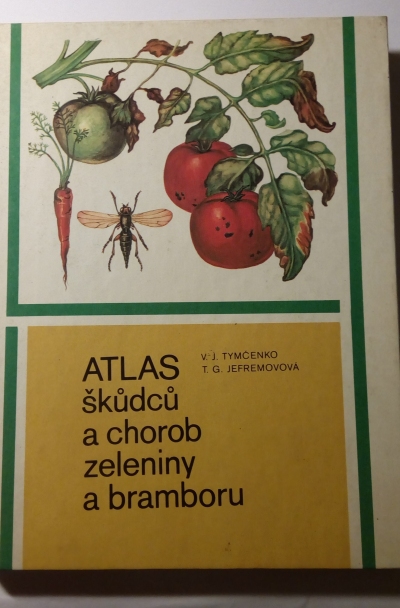 V. J. TYMČENKO
T. G. JEFREMOVOVÁ
ATLAS
škůdců
a chorob
zeleniny
a bramboru